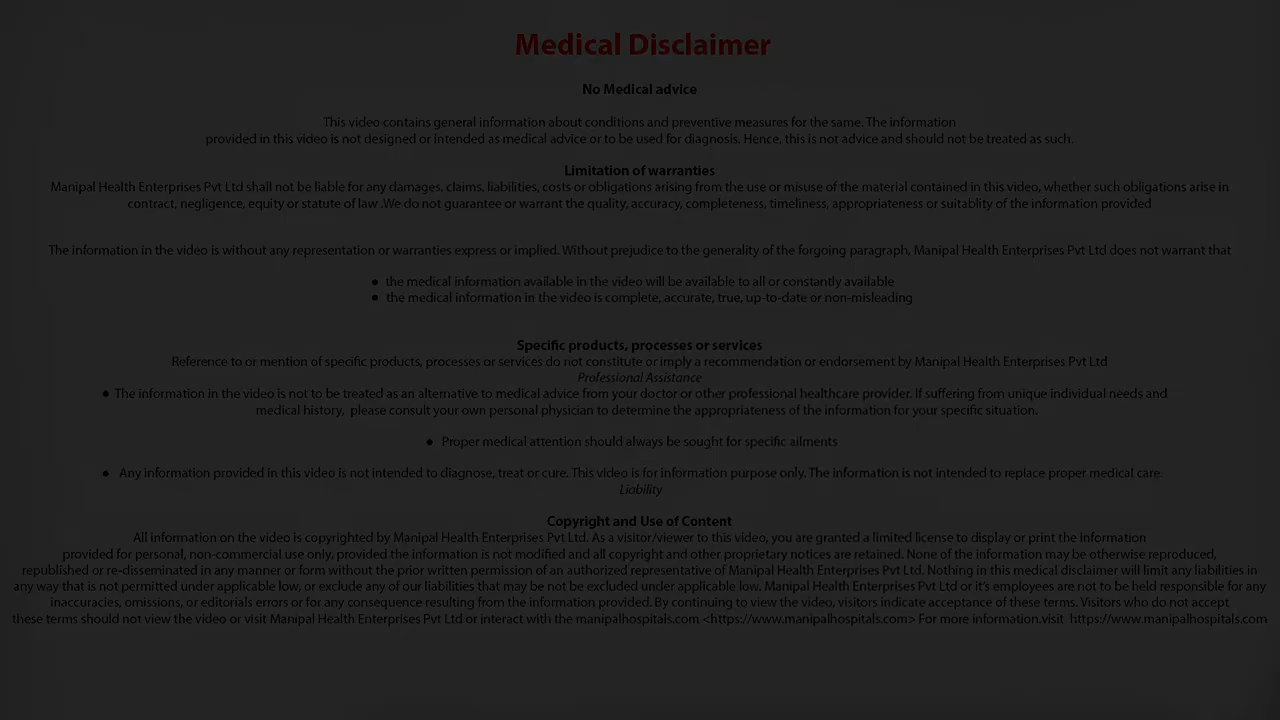 Medical Disclaimer
No Medical advice
This video contains general information about conditions and preventive measures for the same. The information
provided in this video is not designed or intended as medical advice or to be used for diagnosis. Hence, this is not advice and should not be treated as such.
Limitation of warranties
Manipal Health Enterprises Pvt Ltd shall not be liable for any damages, claims, liabilities, costs or obligations arising from the use or misuse of the material contained in this video, whether such obligations arise in
contract, negligence, equity or statute of law .We do not guarantee or warrant the quality, accuracy, completeness, timeliness, appropriateness or suitablity of the information provided
The information in the video is without any representation or warranties express or implied. Without prejudice to the generality of the forgoing paragraph, Manipal Health Enterprises Pvt Ltd does not warrant that
● the medical information available in the video will be available to all or constantly available
● the medical information in the video is complete, accurate, true, up-to-date or non-misleading
Specific products, processes or services
Reference to or mention of specific products, processes or services do not constitute or imply a recommendation or endorsement by Manipal Health Enterprises Pvt Ltd
Professional Assistance
● The information in the video is not to be treated as an alternative to medical advice from your doctor or other professional healthcare provider. If suffering from unique individual needs and
medical history, please consult your own personal physician to determine the appropriateness of the information for your specific situation.
● Proper medical attention should always be sought for specific ailments
● Any information provided in this video is not intended to diagnose, treat or cure. This video is for information purpose only. The information is not intended to replace proper medical care.
Liability
Copyright and Use of Content
All information on the video is copyrighted by Manipal Health Enterprises Pvt Ltd. As a visitor/viewer to this video, you are granted a limited license to display or print the information
provided for personal, non-commercial use only, provided the information is not modified and all copyright and other proprietary notices are retained. None of the information may be otherwise reproduced,
republished or re-disseminated in any manner or form without the prior written permission of an authorized representative of Manipal Health Enterprises Pvt Ltd. Nothing in this medical disclaimer will limit any liabilities in
any way that is not permitted under applicable low, or exclude any of our liabilities that may be not be excluded under applicable low. Manipal Health Enterprises Pvt Ltd or it's employees are not to be held responsible for any
inaccuracies, omissions, or editorials errors or for any consequence resulting from the information provided. By continuing to view the video, visitors indicate acceptance of these terms. Visitors who do not accept
these terms should not view the video or visit Manipal Health Enterprises Pvt Ltd or interact with the manipalhospitals.com <https://www.manipalhospitals.com> For more information.visit https://www.manipalhospitals.com